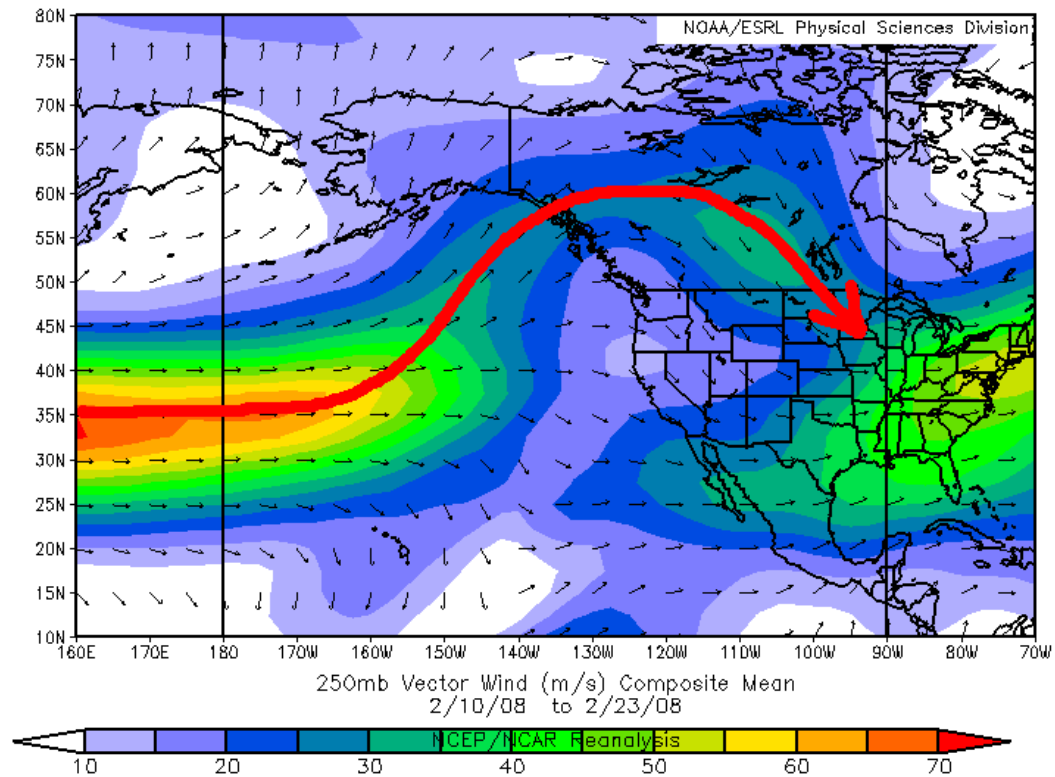 NOAA/ESRL Physical Sciences Division
80N
75N
70N
65N
60N
55N
50N
45N
40N
35N
30N
25N
20N
15N
10N
160E 170E 180 170W 160W 150W 140W 130W 120W 110W 100W 90W 80W 70W
250mb Vector Wind (m/s) Composite Mean
2/10/08 to 2/23/08
NCEP/NCAR Reanalysis
10 20 30 40 50 60 70